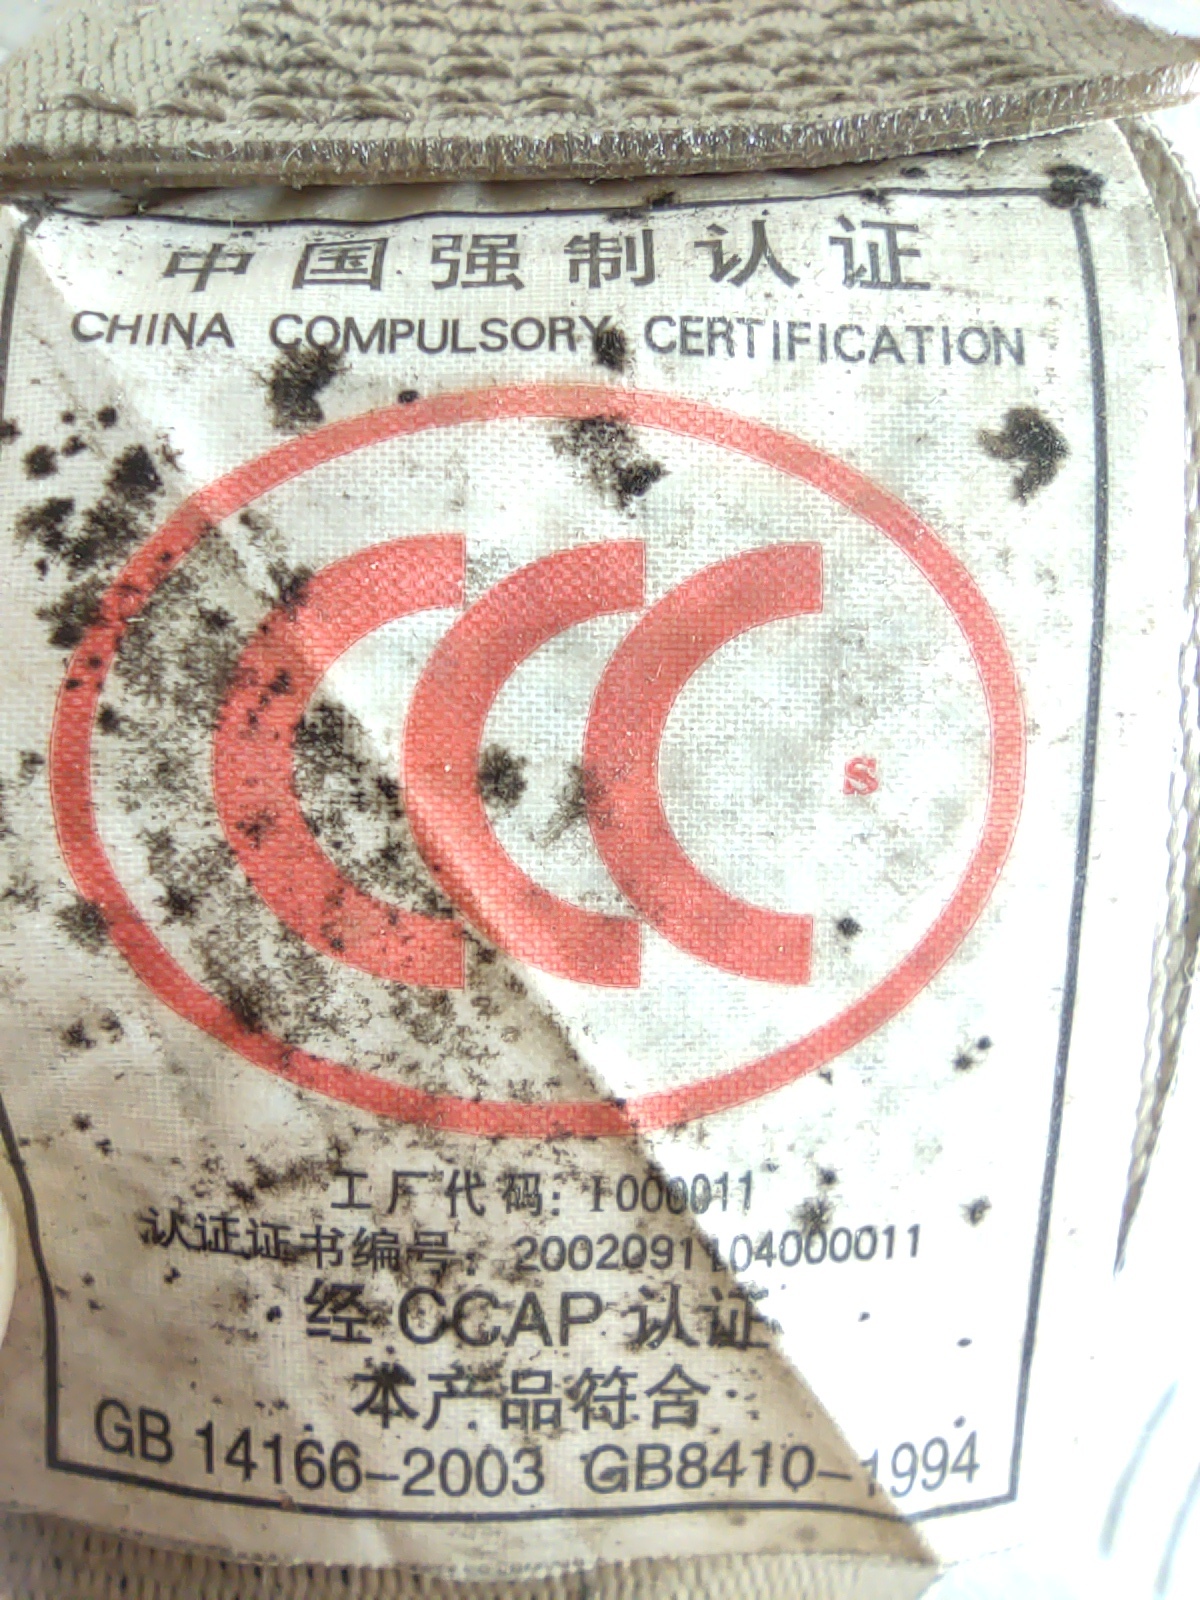 中国强制认证
CHINA COMPULSORY CERTIFICATION
CCC
S
工厂代码: I000011
认证证书编号: 2002091104000011
经 CCAP 认证
本产品符合
GB 14166-2003 GB8410-1994